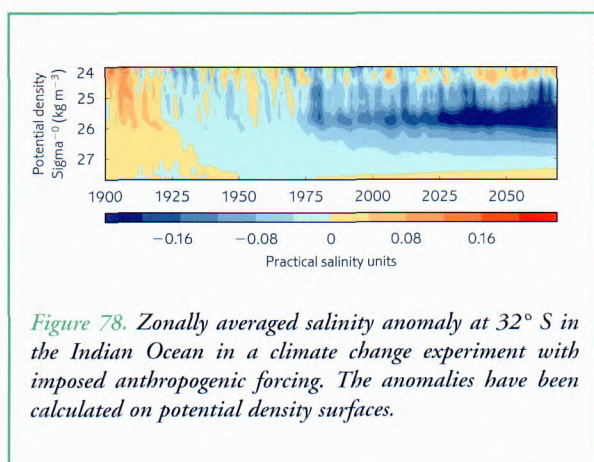 24
25
26
27
Potential density
Sigma⁻⁰ (kg m⁻³)
1900 1925 1950 1975 2000 2025 2050
−0.16 −0.08 0 0.08 0.16
Practical salinity units
Figure 78. Zonally averaged salinity anomaly at 32° S in
the Indian Ocean in a climate change experiment with
imposed anthropogenic forcing. The anomalies have been
calculated on potential density surfaces.